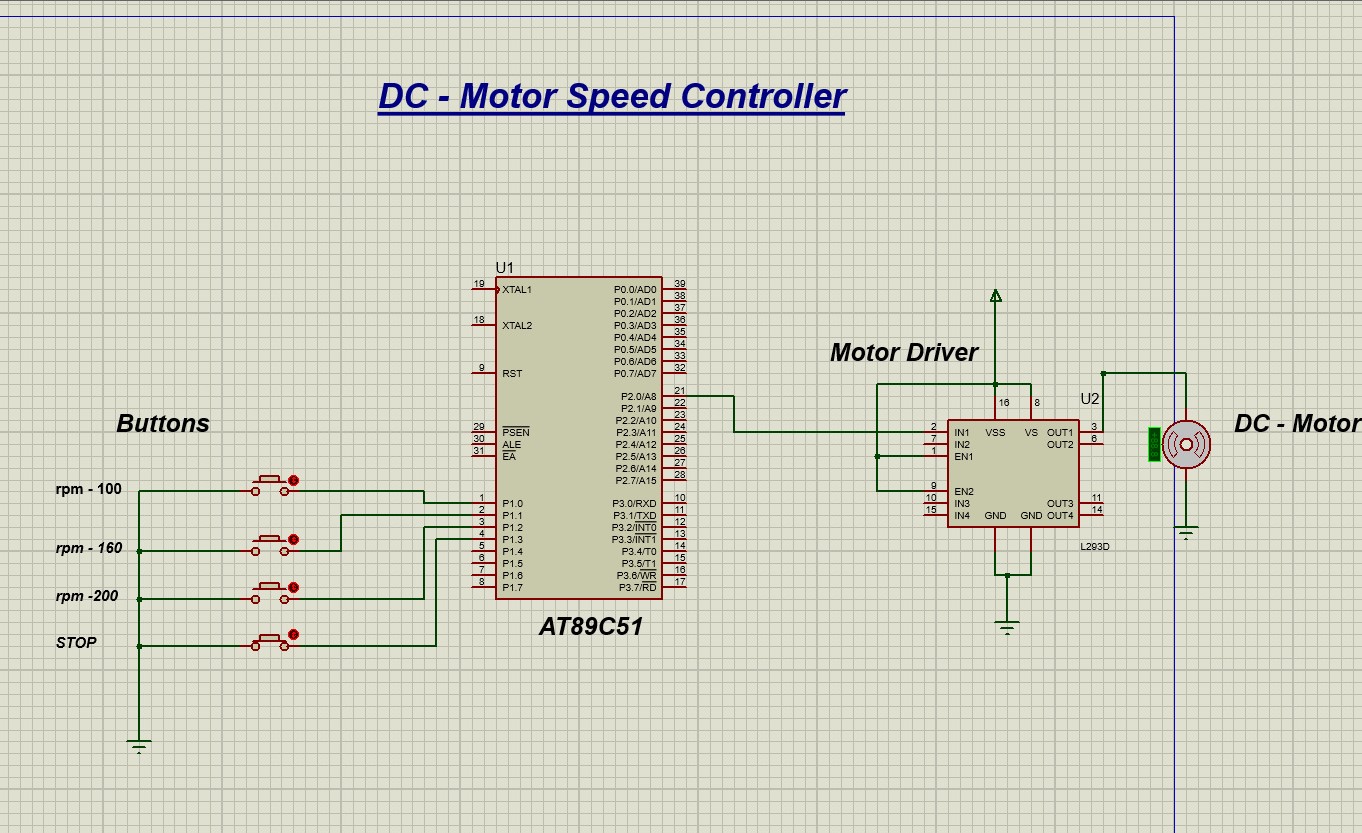 DC - Motor Speed Controller
U1
19 XTAL1
18 XTAL2
9 RST
29 PSEN
30 ALE
31 EA
1 P1.0
2 P1.1
3 P1.2
4 P1.3
5 P1.4
6 P1.5
7 P1.6
8 P1.7
P0.0/AD0 39
P0.1/AD1 38
P0.2/AD2 37
P0.3/AD3 36
P0.4/AD4 35
P0.5/AD5 34
P0.6/AD6 33
P0.7/AD7 32
P2.0/A8 21
P2.1/A9 22
P2.2/A10 23
P2.3/A11 24
P2.4/A12 25
P2.5/A13 26
P2.6/A14 27
P2.7/A15 28
P3.0/RXD 10
P3.1/TXD 11
P3.2/INT0 12
P3.3/INT1 13
P3.4/T0 14
P3.5/T1 15
P3.6/WR 16
P3.7/RD 17
AT89C51
Buttons
rpm - 100
rpm - 160
rpm -200
STOP
Motor Driver
U2
16 8
VSS VS
2 IN1
7 IN2
1 EN1
9 EN2
10 IN3
15 IN4
OUT1 3
OUT2 6
OUT3 11
OUT4 14
GND GND
L293D
DC - Motor